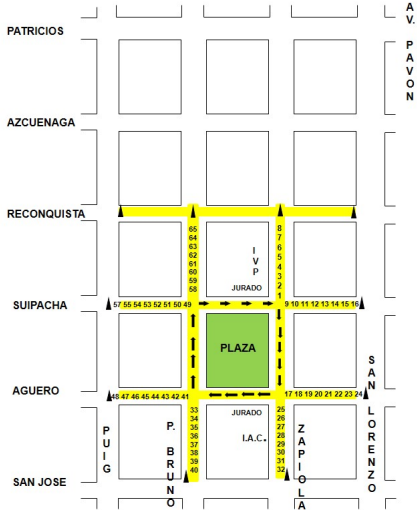 AV. PAVON
PATRICIOS
AZCUENAGA
RECONQUISTA
65
64
63
62
61
60
59
58
8
7
6
5
4
3
2
1
IVP
JURADO
SUIPACHA
57 55 54 53 52 51 50 49
9 10 11 12 13 14 15 16
PLAZA
AGUERO
48 47 46 45 44 43 42 41
17 18 19 20 21 22 23 24
JURADO
33
34
35
36
37
38
39
40
25
26
27
28
29
30
31
32
I.A.C.
SAN LORENZO
PUIG
P. BRUNO
ZAPIOLA
SAN JOSE